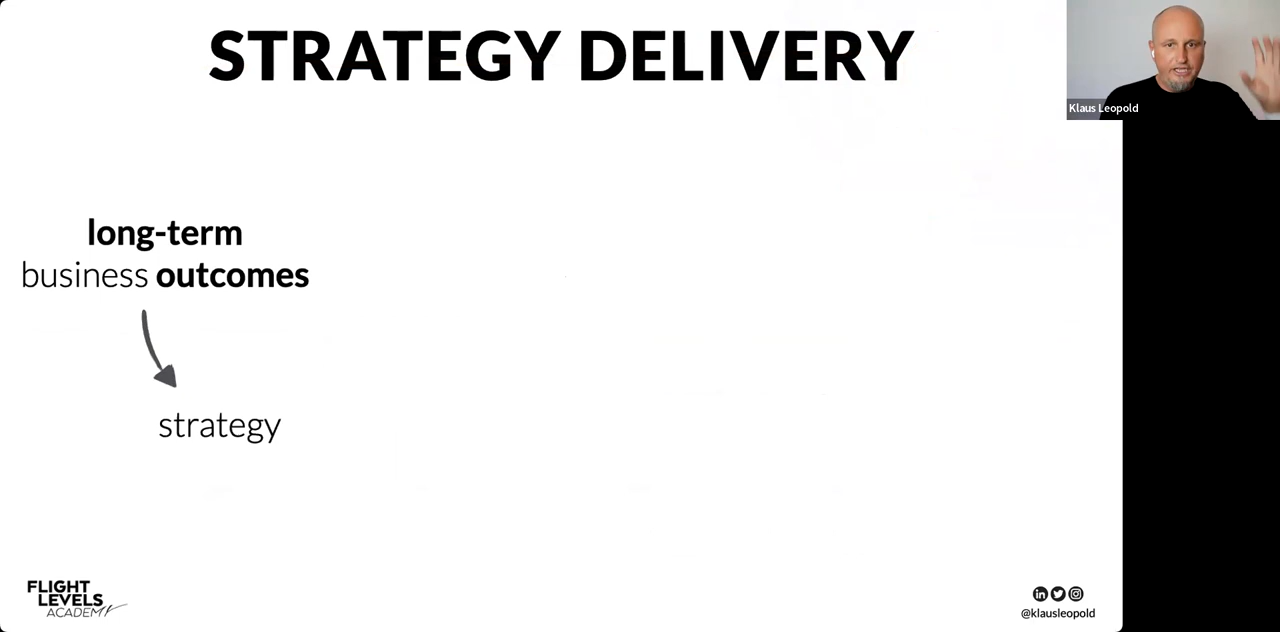 STRATEGY DELIVERY
Klaus Leopold
long-term
business outcomes
strategy
FLIGHT
LEVELS
ACADEMY
@klausleopold